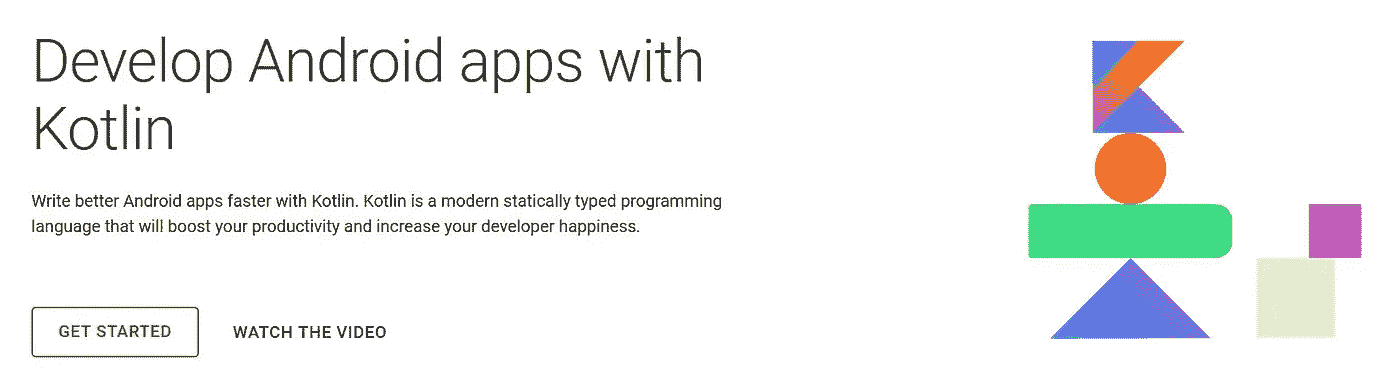 Develop Android apps with
Kotlin
Write better Android apps faster with Kotlin. Kotlin is a modern statically typed programming
language that will boost your productivity and increase your developer happiness.
GET STARTED
WATCH THE VIDEO